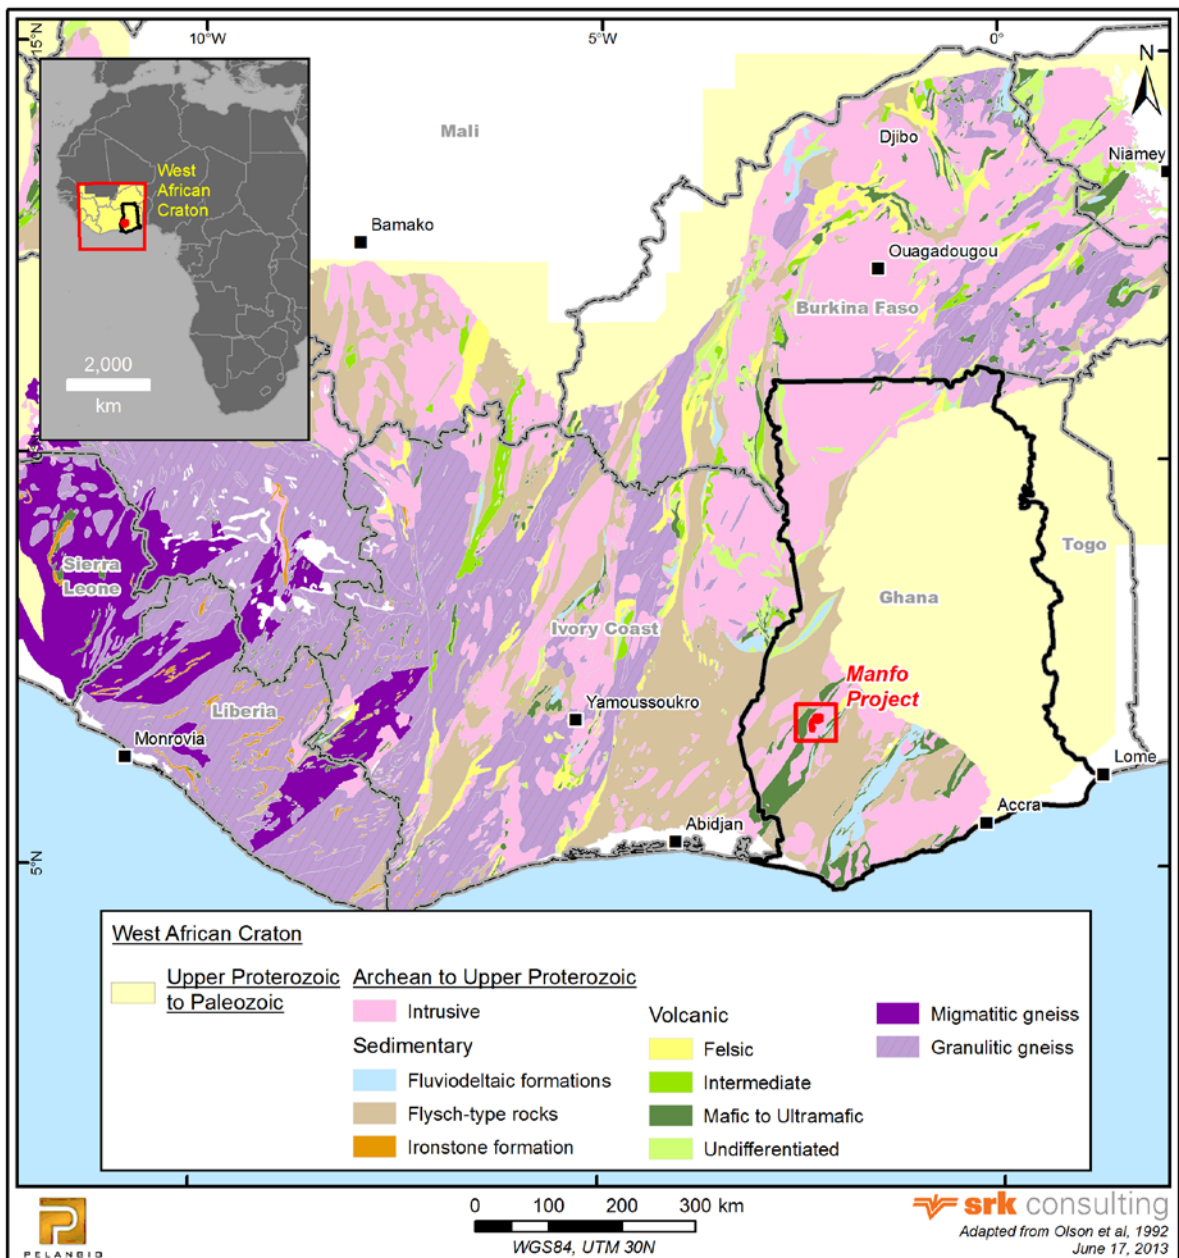 10°W
5°W
0°
15°N
N
Mali
Djibo
Niamey
West
African
Craton
Bamako
Ouagadougou
Burkina Faso
2,000
km
Togo
Sierra
Leone
Ghana
Ivory Coast
Manfo
Project
Liberia
Yamoussoukro
Monrovia
Lome
Accra
Abidjan
5°N
West African Craton
Upper Proterozoic
to Paleozoic
Archean to Upper Proterozoic
Intrusive
Sedimentary
Fluviodeltaic formations
Flysch-type rocks
Ironstone formation
Volcanic
Felsic
Intermediate
Mafic to Ultramafic
Undifferentiated
Migmatitic gneiss
Granulitic gneiss
0 100 200 300 km
WGS84, UTM 30N
PELANGIO
srk consulting
Adapted from Olson et al, 1992
June 17, 2013